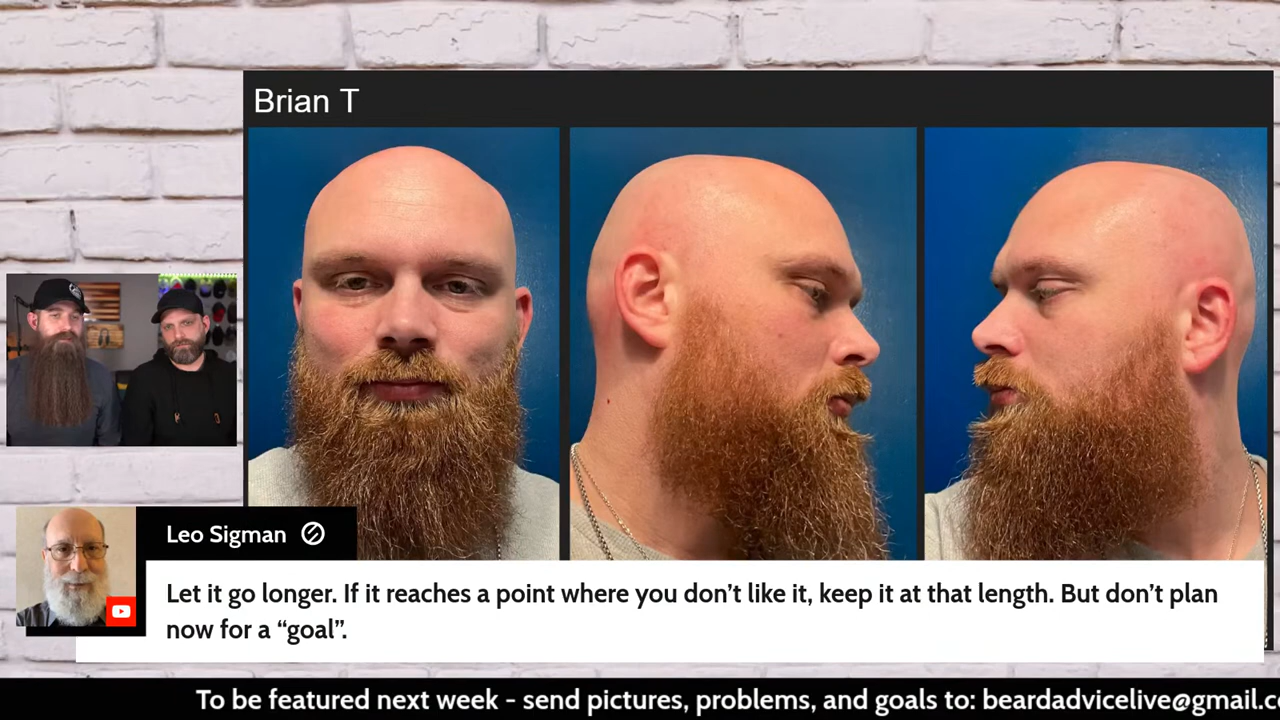 Brian T
Leo Sigman
Let it go longer. If it reaches a point where you don't like it, keep it at that length. But don't plan
now for a “goal”.
To be featured next week - send pictures, problems, and goals to: beardadvicelive@gmail.c